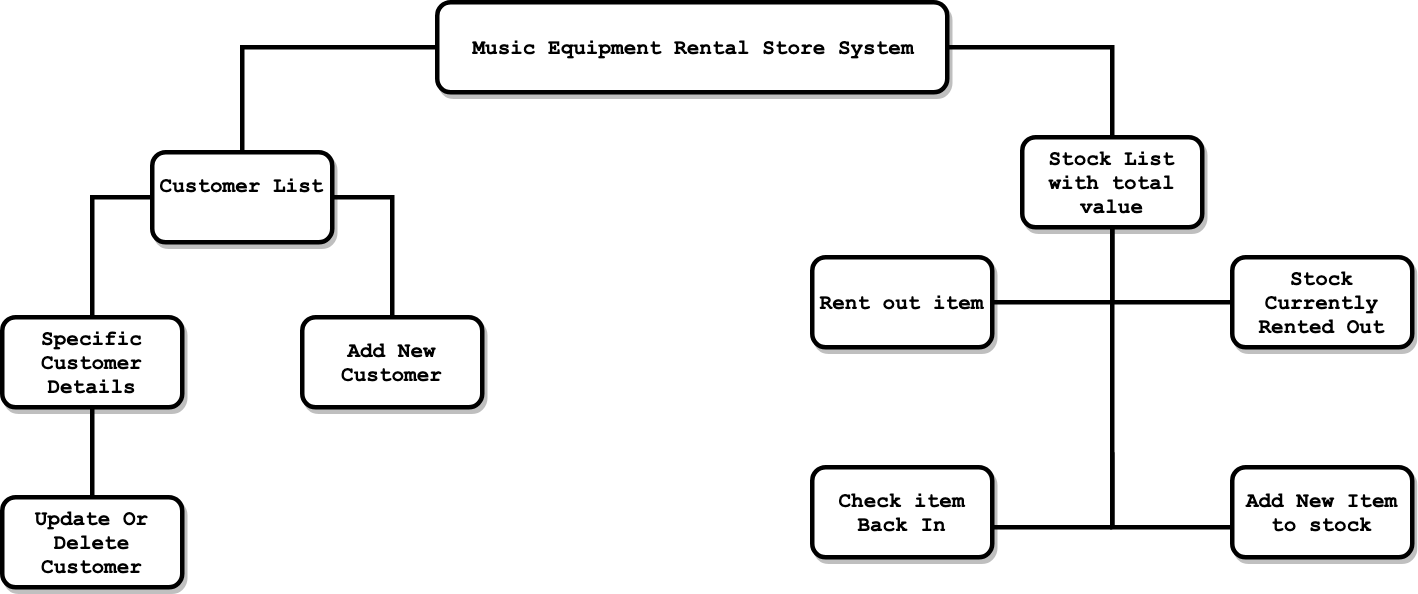 Music Equipment Rental Store System
Customer List
Stock List
with total
value
Rent out item
Stock
Currently
Rented Out
Specific
Customer
Details
Add New
Customer
Check item
Back In
Add New Item
to stock
Update Or
Delete
Customer